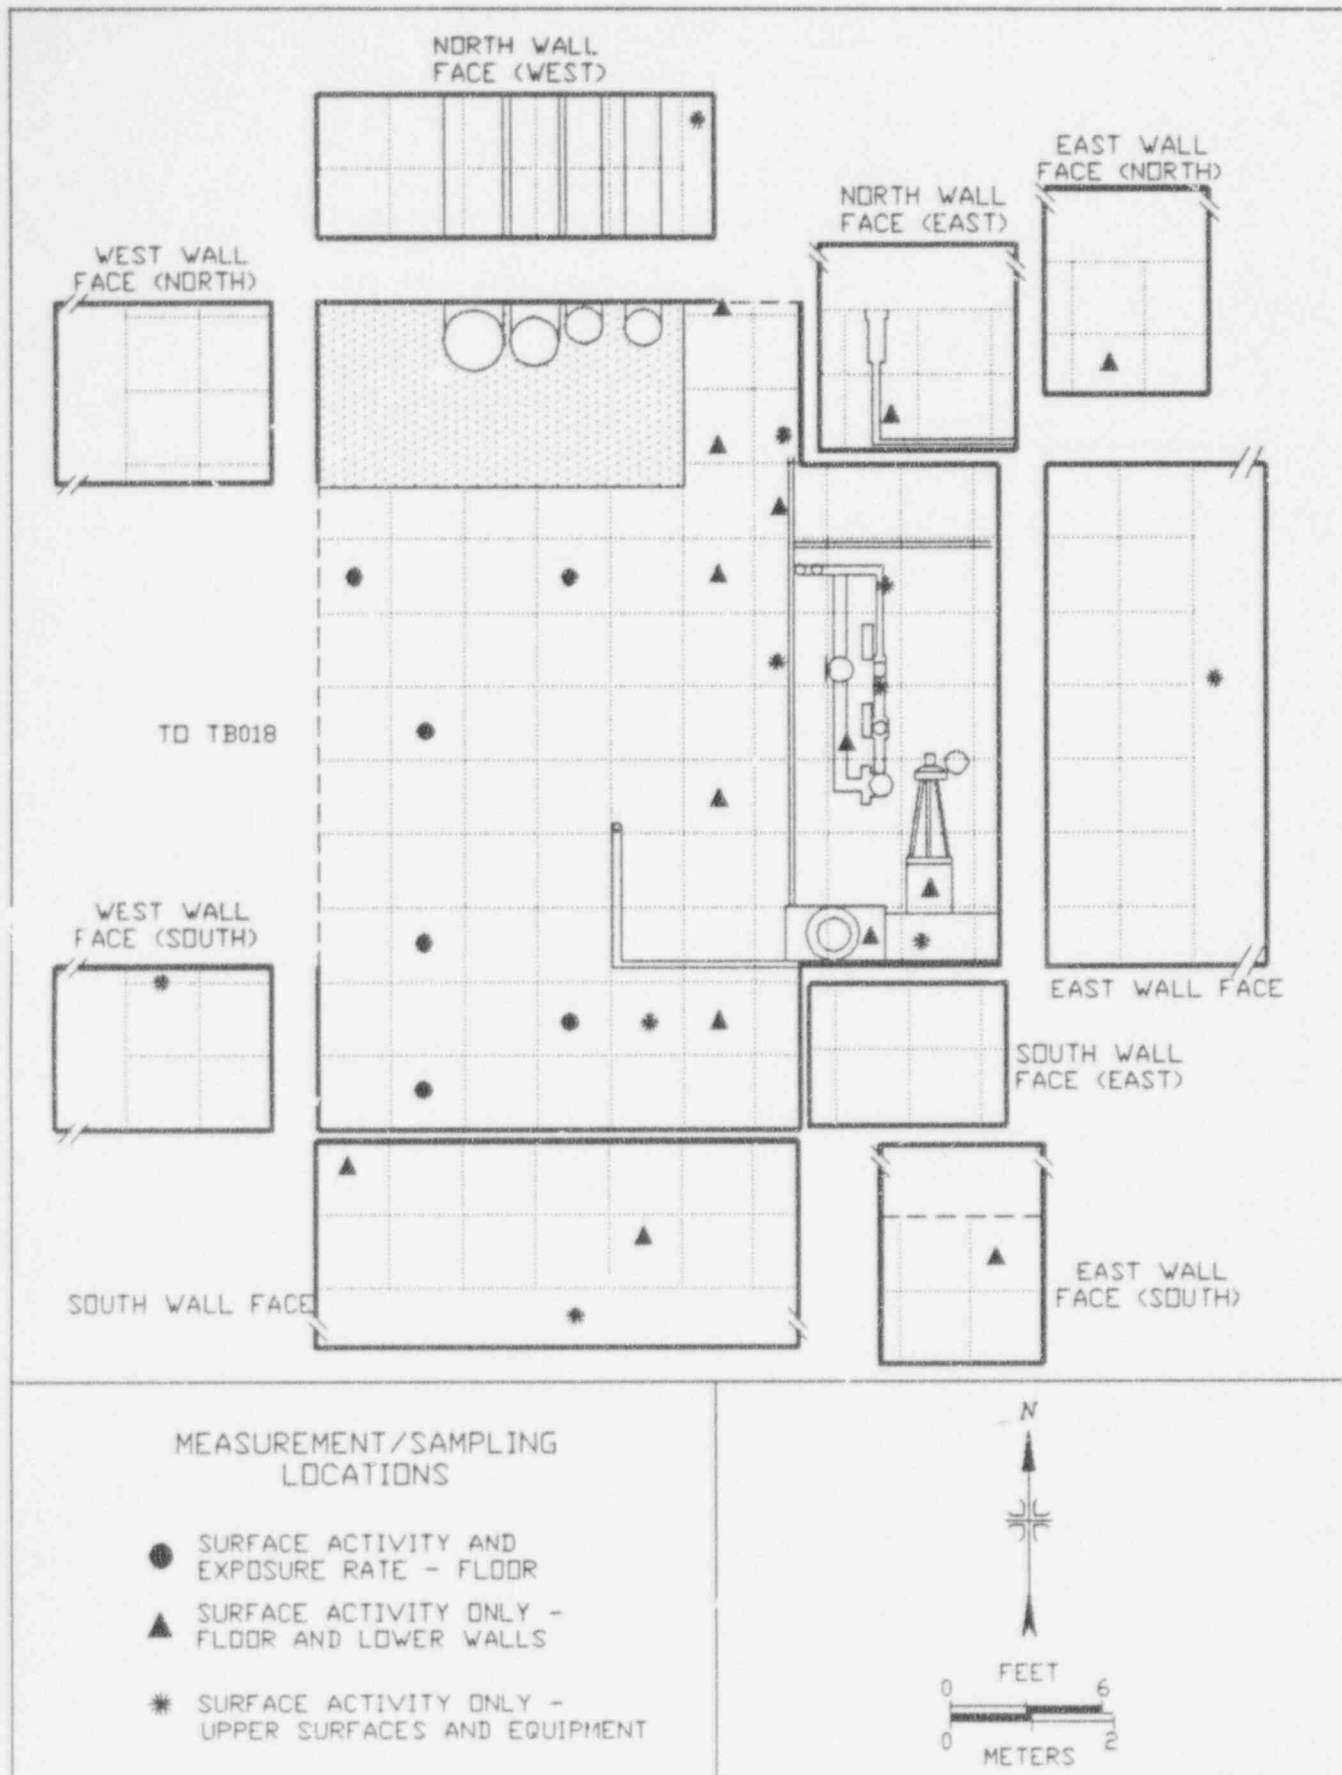 NORTH WALL
FACE (WEST)
EAST WALL
FACE (NORTH)
NORTH WALL
FACE (EAST)
WEST WALL
FACE (NORTH)
TO TB018
WEST WALL
FACE (SOUTH)
EAST WALL FACE
SOUTH WALL
FACE (EAST)
EAST WALL
FACE (SOUTH)
SOUTH WALL FACE
MEASUREMENT/SAMPLING
LOCATIONS
SURFACE ACTIVITY AND
EXPOSURE RATE - FLOOR
SURFACE ACTIVITY ONLY -
FLOOR AND LOWER WALLS
SURFACE ACTIVITY ONLY -
UPPER SURFACES AND EQUIPMENT
N
FEET
0 6
0 2
METERS